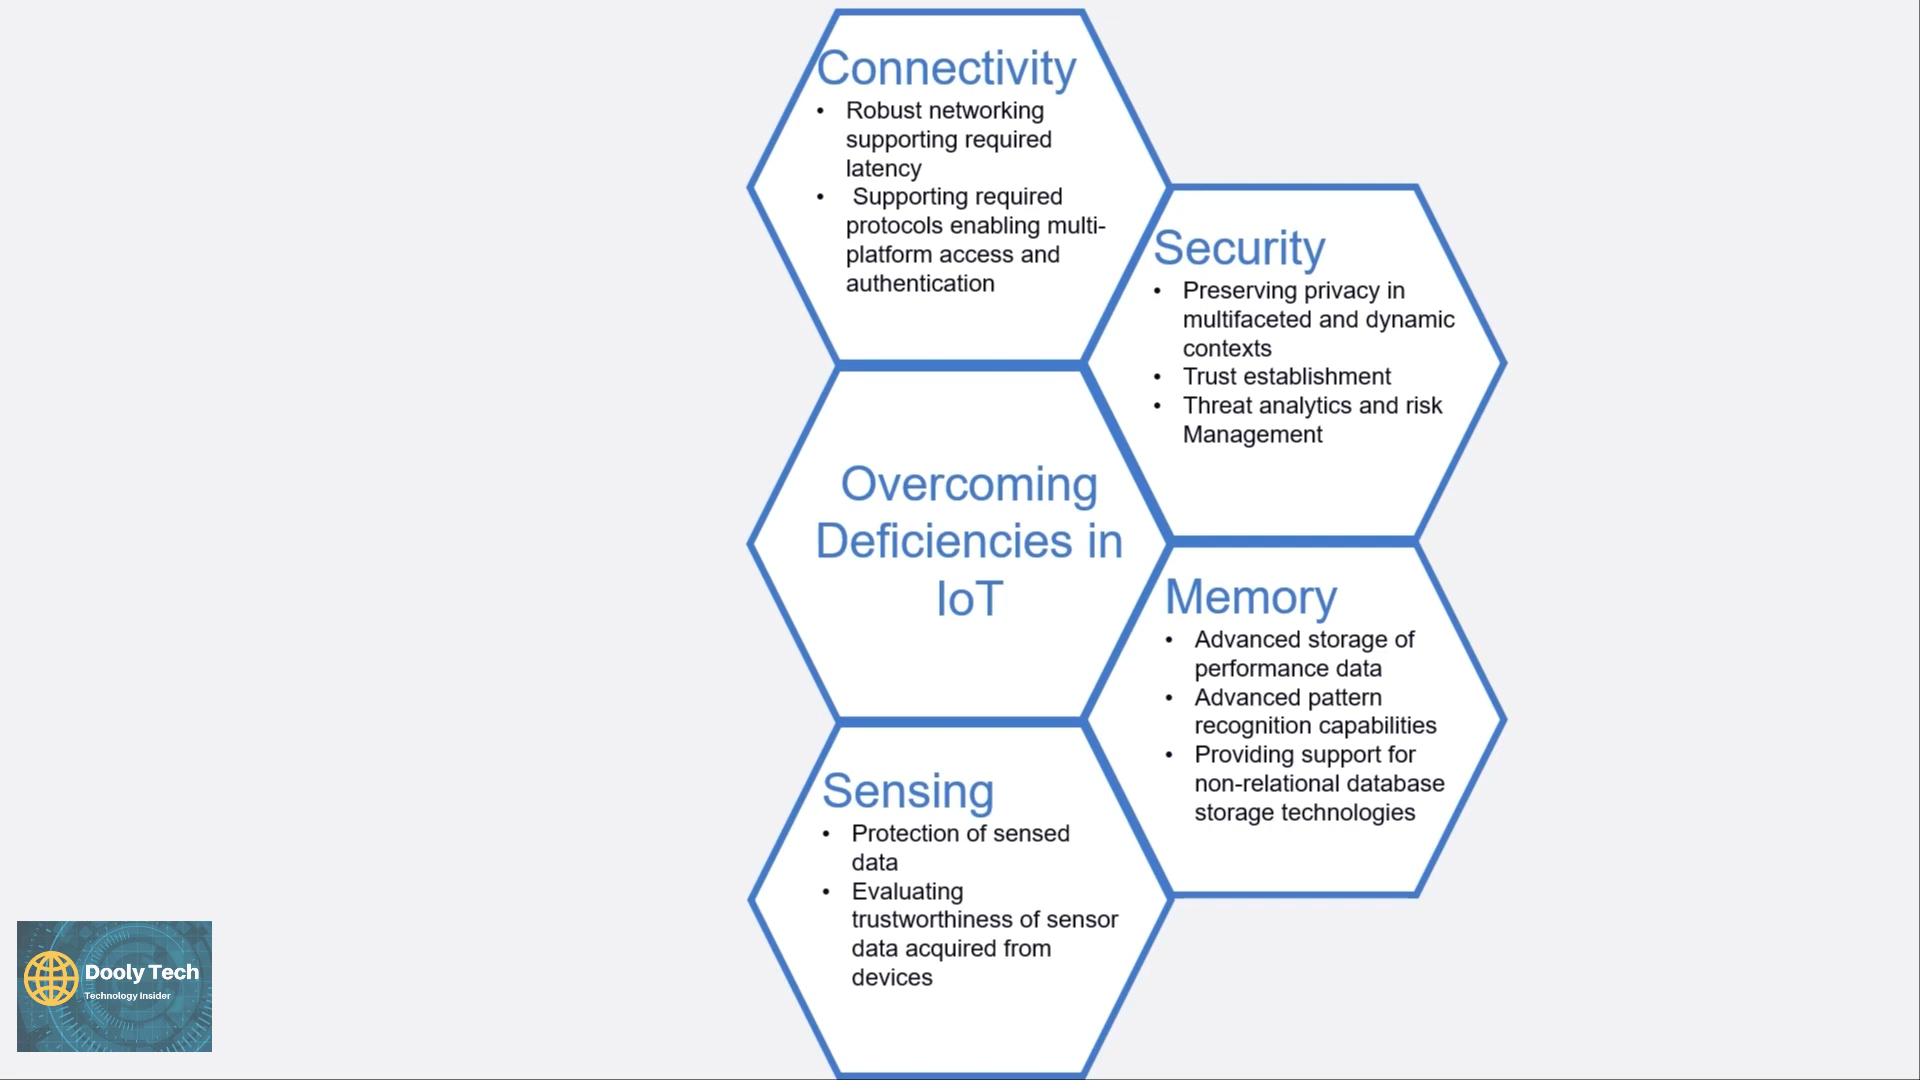 Connectivity
• Robust networking
supporting required
latency
• Supporting required
protocols enabling multi-
platform access and
authentication
Security
• Preserving privacy in
multifaceted and dynamic
contexts
• Trust establishment
• Threat analytics and risk
Management
Overcoming
Deficiencies in
IoT
Memory
• Advanced storage of
performance data
• Advanced pattern
recognition capabilities
• Providing support for
non-relational database
storage technologies
Sensing
• Protection of sensed
data
• Evaluating
trustworthiness of sensor
data acquired from
devices
Dooly Tech
Technology Insider